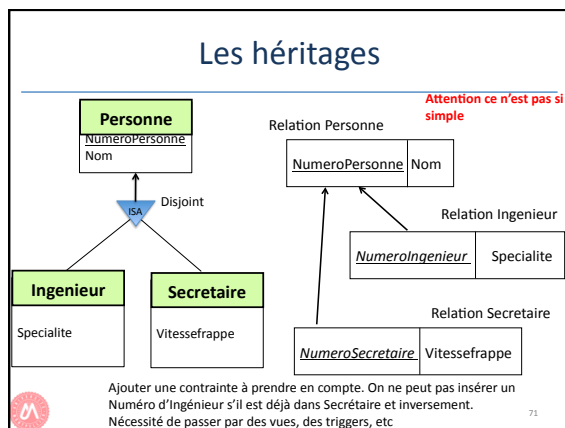 Les héritages
Attention ce n'est pas si
simple
Personne
NumeroPersonne
Nom
ISA
Disjoint
Ingenieur
Specialite
Secretaire
Vitessefrappe
Relation Personne
NumeroPersonne
Nom
Relation Ingenieur
NumeroIngenieur
Specialite
Relation Secretaire
NumeroSecretaire
Vitessefrappe
Ajouter une contrainte à prendre en compte. On ne peut pas insérer un
Numéro d'Ingénieur s'il est déjà dans Secrétaire et inversement.
Nécessité de passer par des vues, des triggers, etc
71